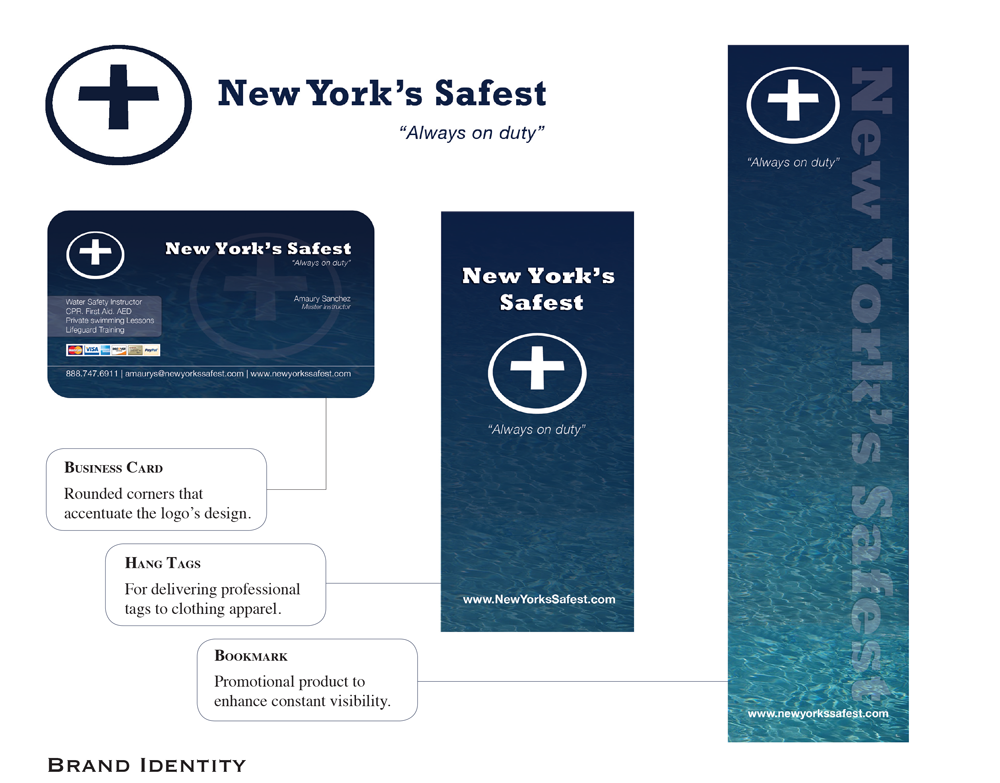 New York's Safest
“Always on duty”
New York's Safest
“Always on duty”
Amaury Sanchez
Master instructor
Water Safety Instructor
CPR. First Aid. AED
Private swimming Lessons
Lifeguard Training
VISA
PayPal
888.747.6911 | amaurys@newyorkssafest.com | www.newyorkssafest.com
New York's
Safest
“Always on duty”
www.NewYorksSafest.com
“Always on duty”
New York's Safest
www.newyorkssafest.com
Business Card
Rounded corners that
accentuate the logo's design.
Hang Tags
For delivering professional
tags to clothing apparel.
Bookmark
Promotional product to
enhance constant visibility.
Brand Identity